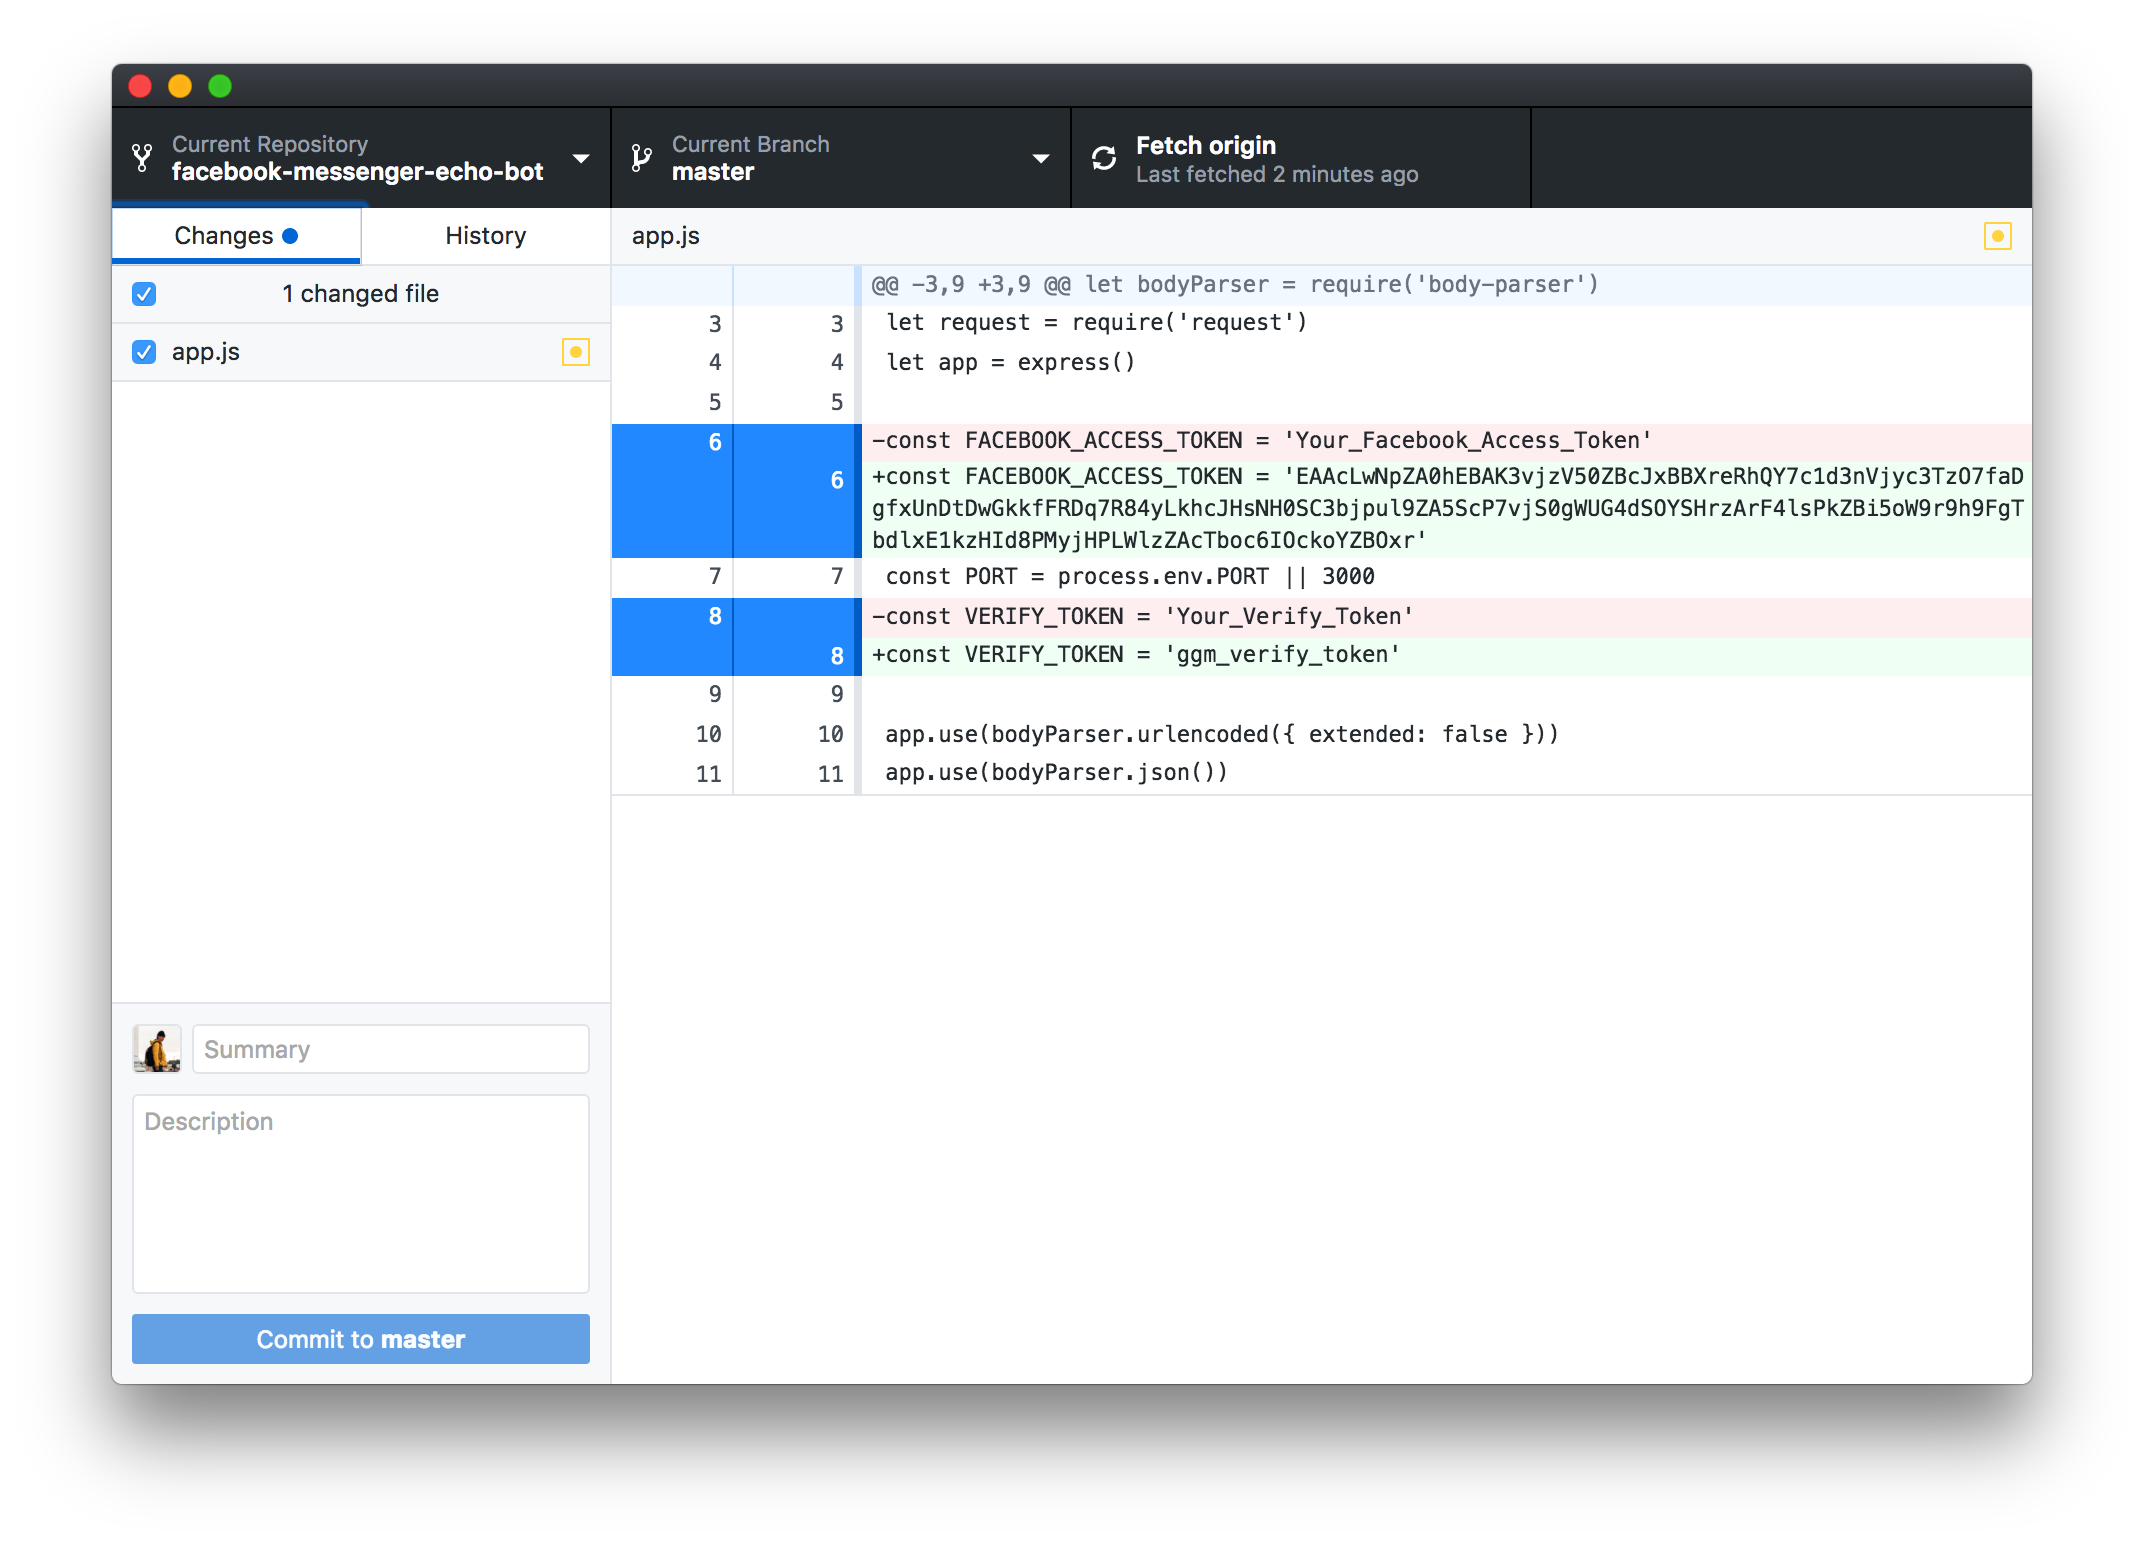 Current Repository
facebook-messenger-echo-bot
Current Branch
master
Fetch origin
Last fetched 2 minutes ago
Changes
History
1 changed file
app.js
app.js
@@ -3,9 +3,9 @@ let bodyParser = require('body-parser')
3 3 let request = require('request')
4 4 let app = express()
5 5
6 -const FACEBOOK_ACCESS_TOKEN = 'Your_Facebook_Access_Token'
6 +const FACEBOOK_ACCESS_TOKEN = 'EAAcLwNpZA0hEBAK3vjzV50ZBcJxBBXreRhQY7c1d3nVjyc3TzO7faD
gfxUnDtDwGkkfFRDq7R84yLkhcJHsNH0SC3bjpul9ZA5ScP7vjS0gWUG4dSOYSHrzArF4lsPkZBi5oW9r9h9FgT
bdlxE1kzHId8PMyjHPLWlzZAcTboc6IOckoYZBOxr'
7 7 const PORT = process.env.PORT || 3000
8 -const VERIFY_TOKEN = 'Your_Verify_Token'
8 +const VERIFY_TOKEN = 'ggm_verify_token'
9 9
10 10 app.use(bodyParser.urlencoded({ extended: false }))
11 11 app.use(bodyParser.json())
Summary
Description
Commit to master